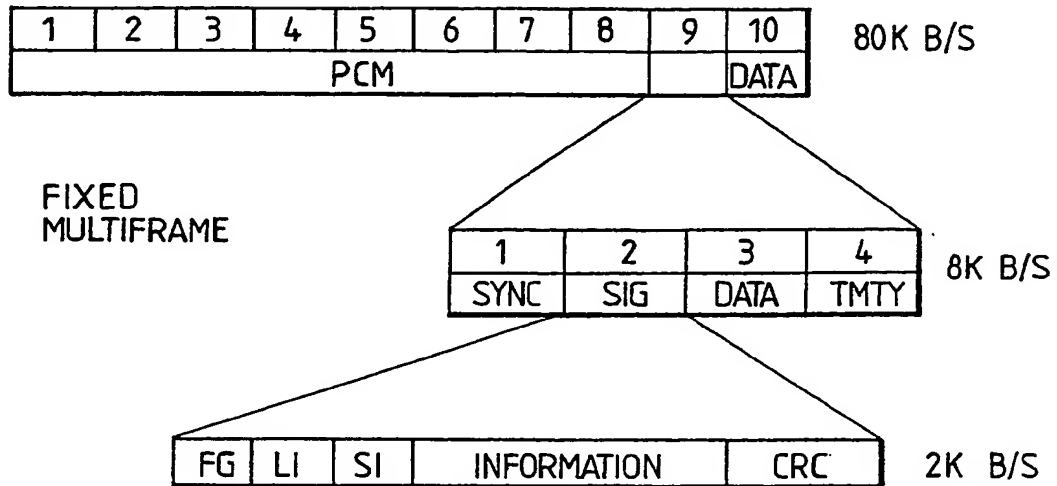 1 2 3 4 5 6 7 8 9 10 80K B/S
PCM DATA
FIXED
MULTIFRAME
1 2 3 4 8K B/S
SYNC SIG DATA TMTY
FG LI SI INFORMATION CRC 2K B/S